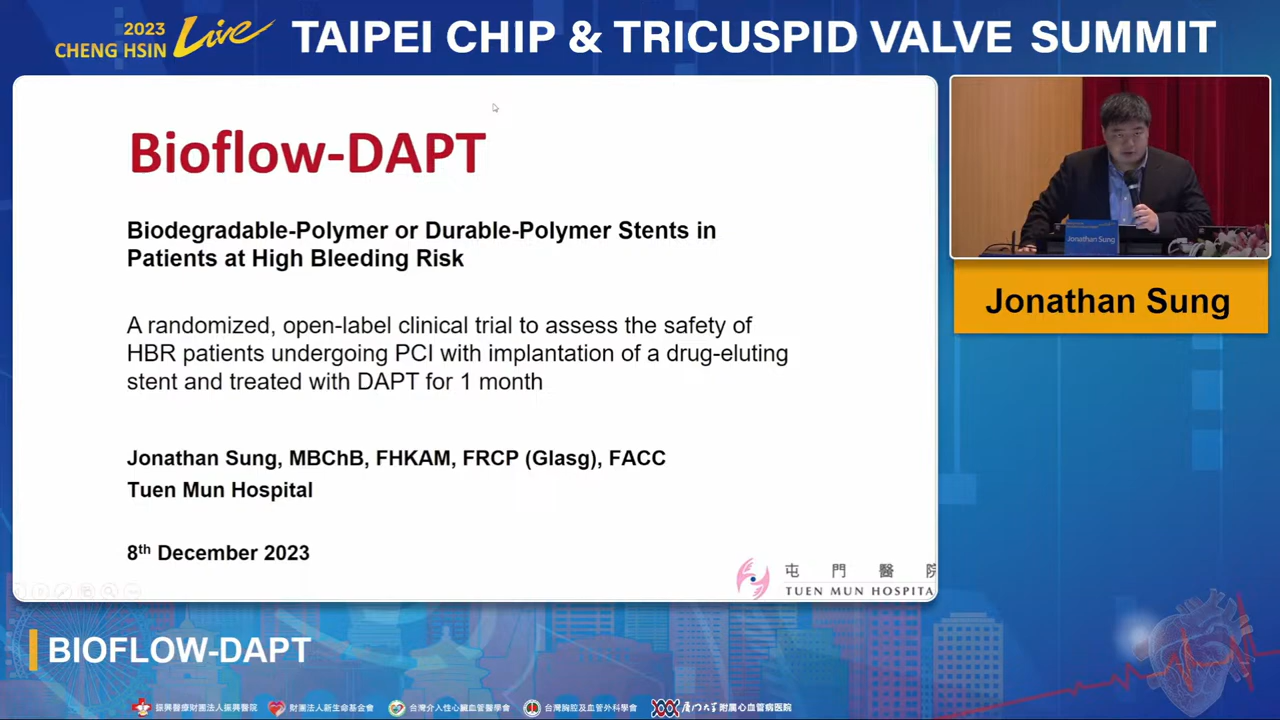 2023
CHENG HSIN Live
TAIPEI CHIP & TRICUSPID VALVE SUMMIT
Bioflow-DAPT
Biodegradable-Polymer or Durable-Polymer Stents in
Patients at High Bleeding Risk
A randomized, open-label clinical trial to assess the safety of
HBR patients undergoing PCI with implantation of a drug-eluting
stent and treated with DAPT for 1 month
Jonathan Sung, MBChB, FHKAM, FRCP (Glasg), FACC
Tuen Mun Hospital
8th December 2023
屯門醫院
TUEN MUN HOSPITA
Jonathan Sung
Jonathan Sung
BIOFLOW-DAPT
振興醫療財團法人振興醫院 財團法人新生命基金會 台灣介入性心臟血管醫學會 台灣胸腔及血管外科學會 厦门大学附属心血管病医院